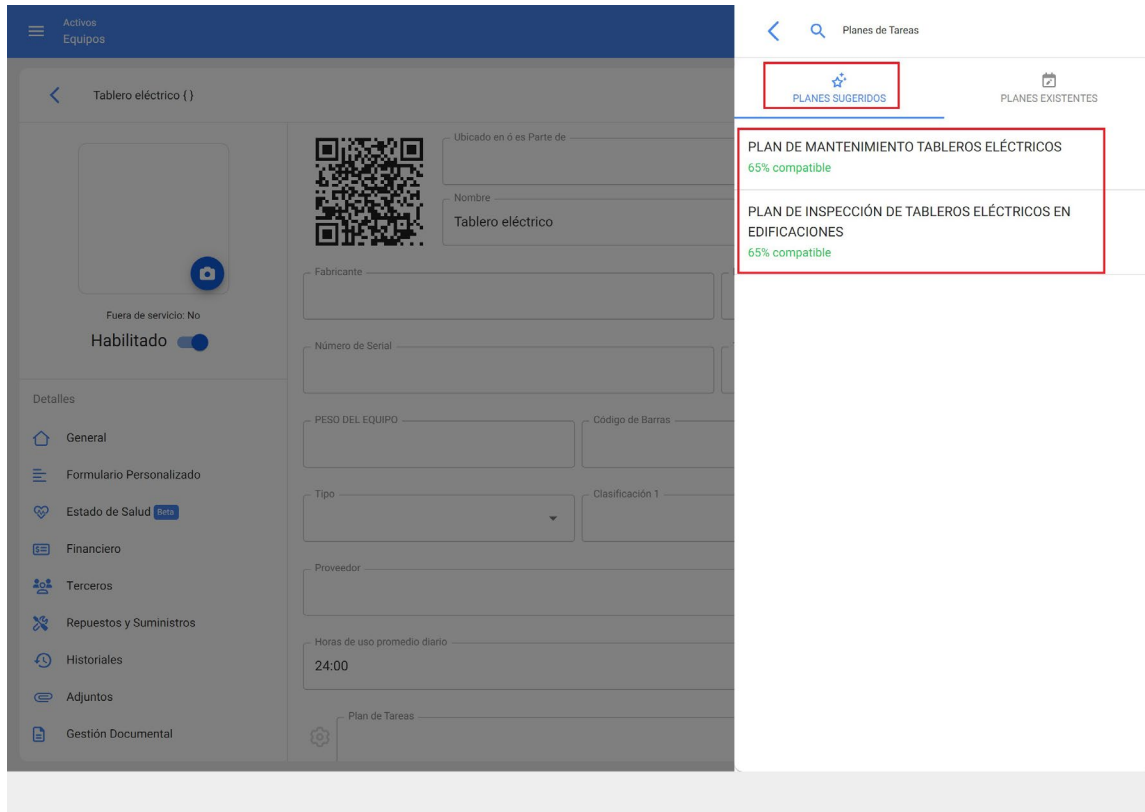 Activos
Equipos
Tablero eléctrico { }
Fuera de servicio: No
Habilitado
Detalles
General
Formulario Personalizado
Estado de Salud Beta
Financiero
Terceros
Repuestos y Suministros
Historiales
Adjuntos
Gestión Documental
Ubicado en ó es Parte de
Nombre
Tablero eléctrico
Fabricante
Número de Serial
PESO DEL EQUIPO
Código de Barras
Tipo
Clasificación 1
Proveedor
Horas de uso promedio diario
24:00
Plan de Tareas
Planes de Tareas
PLANES SUGERIDOS
PLANES EXISTENTES
PLAN DE MANTENIMIENTO TABLEROS ELÉCTRICOS
65% compatible
PLAN DE INSPECCIÓN DE TABLEROS ELÉCTRICOS EN
EDIFICACIONES
65% compatible